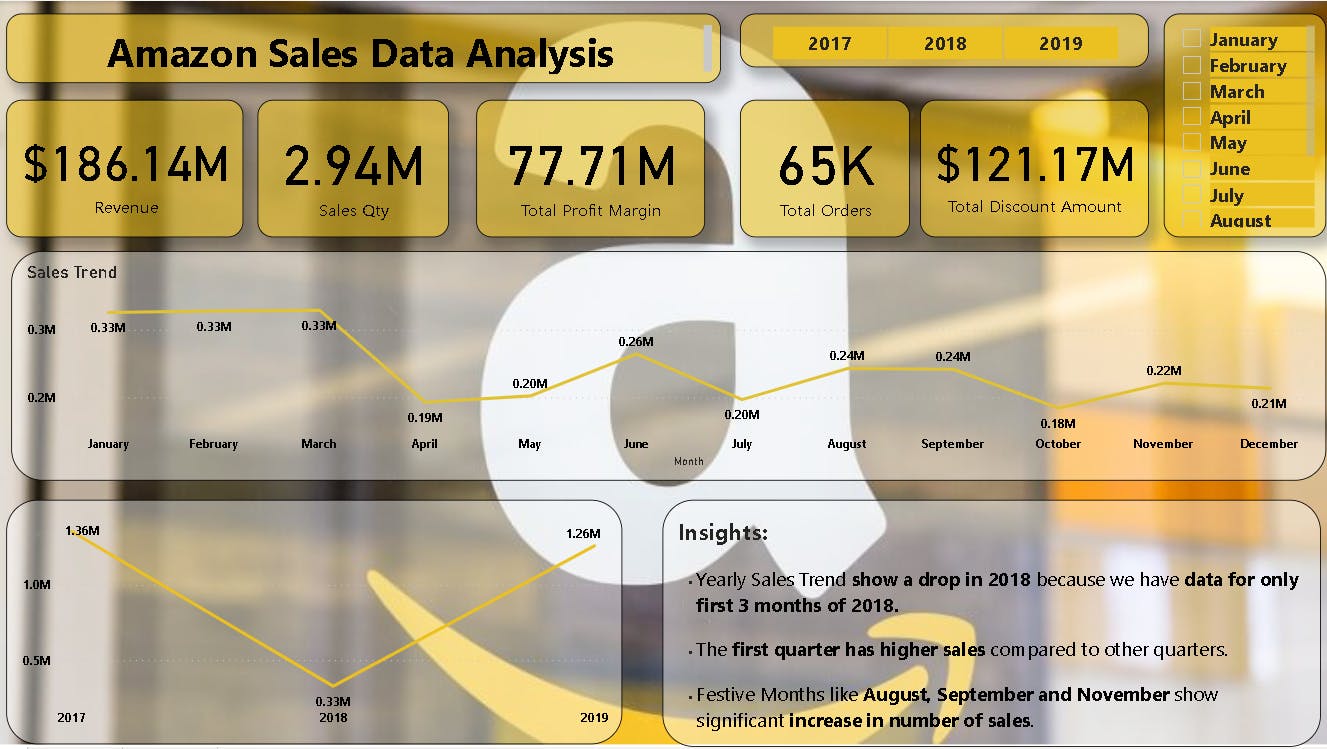 Amazon Sales Data Analysis
2017 2018 2019
January
February
March
April
May
June
July
August
$186.14M
Revenue
2.94M
Sales Qty
77.71M
Total Profit Margin
65K
Total Orders
$121.17M
Total Discount Amount
Sales Trend
0.3M
0.2M
0.33M 0.33M 0.33M 0.19M 0.20M 0.26M 0.20M 0.24M 0.24M 0.18M 0.22M 0.21M
January February March April May June July August September October November December
Month
1.36M
1.26M
1.0M
0.5M
0.33M
2017 2018 2019
Insights:
· Yearly Sales Trend show a drop in 2018 because we have data for only
first 3 months of 2018.
· The first quarter has higher sales compared to other quarters.
· Festive Months like August, September and November show
significant increase in number of sales.
a